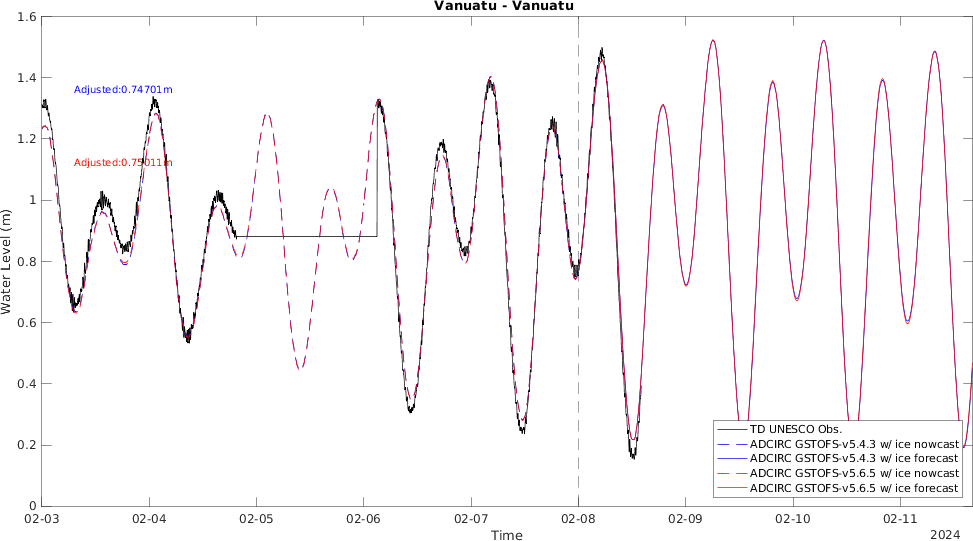 Vanuatu - Vanuatu
Water Level (m)
1.6
1.4
1.2
1
0.8
0.6
0.4
0.2
0
Adjusted:0.74701m
Adjusted:0.75011m
TD UNESCO Obs.
ADCIRC GSTOFS-v5.4.3 w/ ice nowcast
ADCIRC GSTOFS-v5.4.3 w/ ice forecast
ADCIRC GSTOFS-v5.6.5 w/ ice nowcast
ADCIRC GSTOFS-v5.6.5 w/ ice forecast
02-03 02-04 02-05 02-06 02-07 02-08 02-09 02-10 02-11
Time
2024